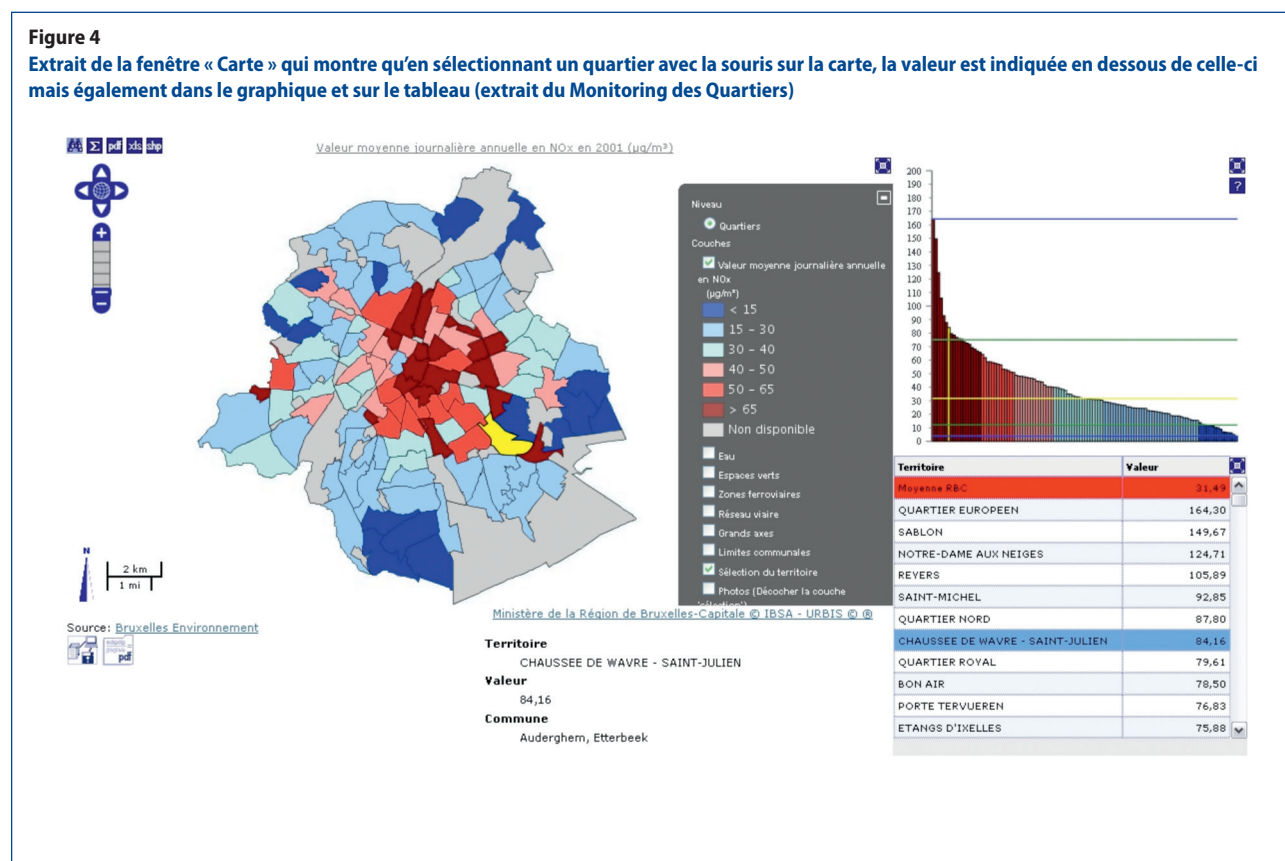 Figure 4
Extrait de la fenêtre « Carte » qui montre qu'en sélectionnant un quartier avec la souris sur la carte, la valeur est indiquée en dessous de celle-ci
mais également dans le graphique et sur le tableau (extrait du Monitoring des Quartiers)
Σ pdf xls shp
Valeur moyenne journalière annuelle en NOx en 2001 (µg/m³)
N
2 km
1 mi
Source: Bruxelles Environnement
pdf
Niveau
Quartiers
Couches
Valeur moyenne journalière annuelle
en NOx
(µg/m³)
< 15
15 - 30
30 - 40
40 - 50
50 - 65
> 65
Non disponible
Eau
Espaces verts
Zones ferroviaires
Réseau viaire
Grands axes
Limites communales
Sélection du territoire
Photos (Décocher la couche
'sélection')
Ministère de la Région de Bruxelles-Capitale © IBSA - URBIS © ®
Territoire
CHAUSSEE DE WAVRE - SAINT-JULIEN
Valeur
84,16
Commune
Auderghem, Etterbeek
?
200
190
180
170
160
150
140
130
120
110
100
90
80
70
60
50
40
30
20
10
0
Territoire Valeur
Moyenne RBC 31,49
QUARTIER EUROPEEN 164,30
SABLON 149,67
NOTRE-DAME AUX NEIGES 124,71
REYERS 105,89
SAINT-MICHEL 92,85
QUARTIER NORD 87,80
CHAUSSEE DE WAVRE - SAINT-JULIEN 84,16
QUARTIER ROYAL 79,61
BON AIR 78,50
PORTE TERVUEREN 76,83
ETANGS D'IXELLES 75,88